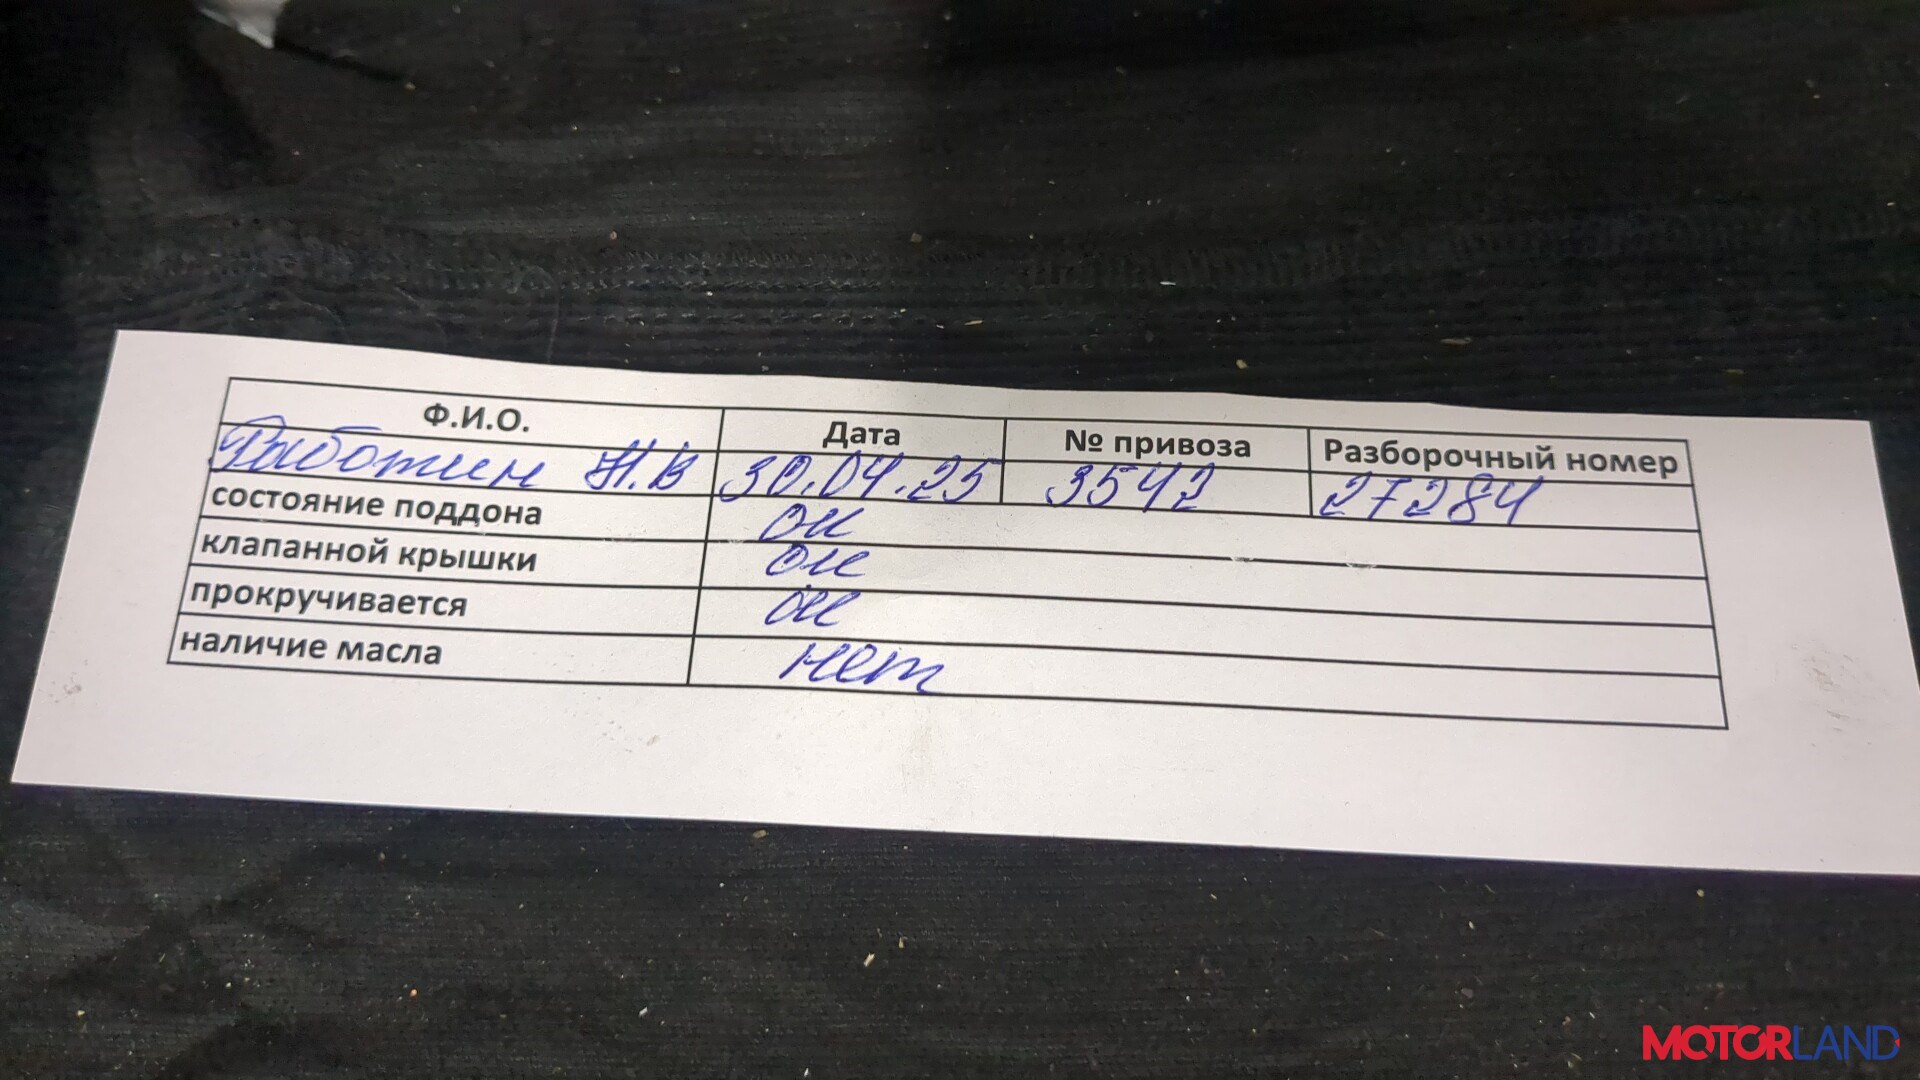 Ф.И.О. Дата № привоза Разборочный номер
Работин Н.В 30.04.25 3542 27284
состояние поддона ок
клапанной крышки ок
прокручивается ок
наличие масла нет
MOTORLAND